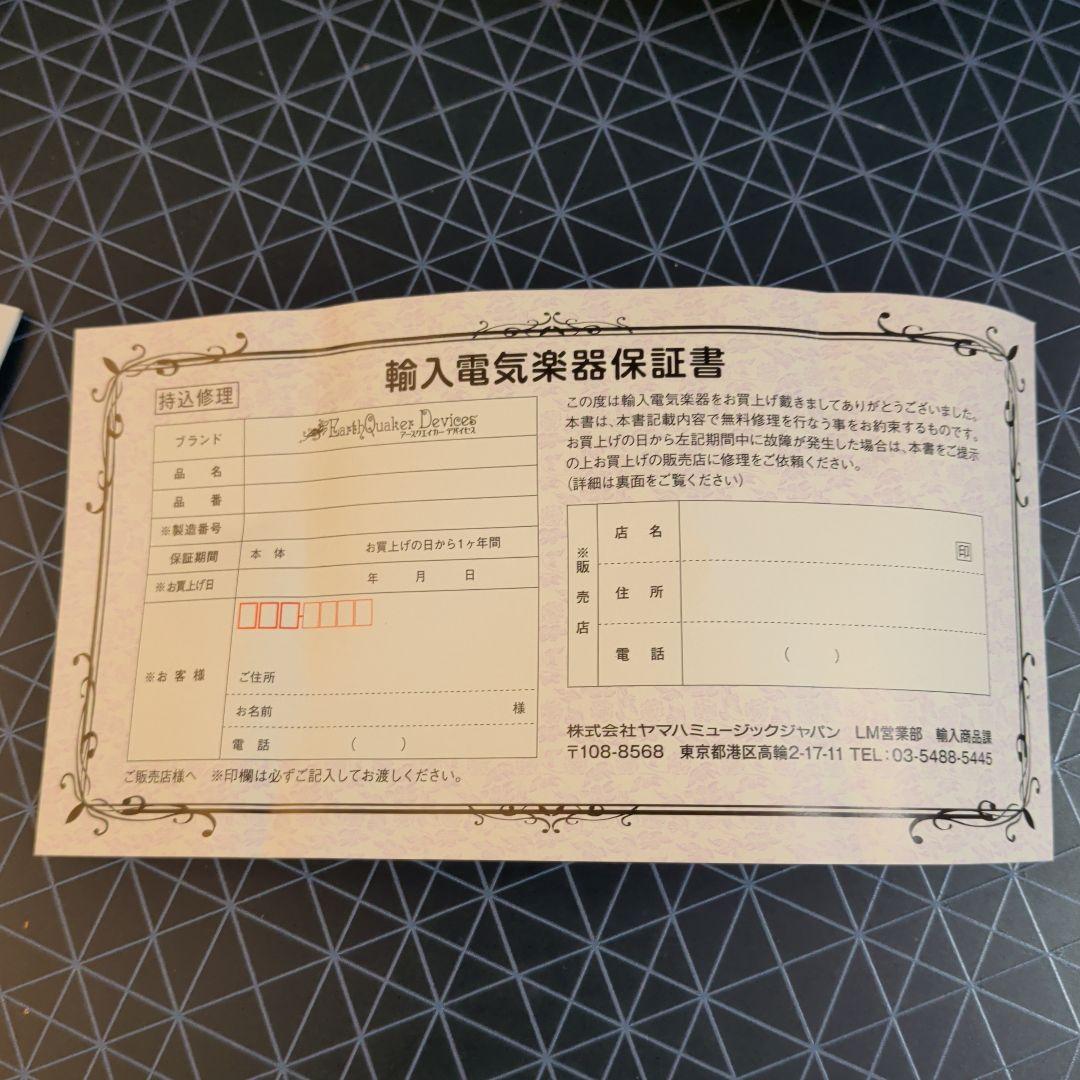 輸入電気楽器保証書
持込修理
ブランド EarthQuaker Devices
アースクエイカー デバイセス
品 名
品 番
※製造番号
保証期間 本 体 お買上げの日から1ヶ年間
※お買上げ日 年 月 日
※お 客 様
ご住所
お名前 様
電 話 ( )
ご販売店様へ ※印欄は必ずご記入してお渡しください。
この度は輸入電気楽器をお買上げ戴きましてありがとうございました。
本書は、本書記載内容で無料修理を行なう事をお約束するものです。
お買上げの日から左記期間中に故障が発生した場合は、本書をご提示
の上お買上げの販売店に修理をご依頼ください。
(詳細は裏面をご覧ください)
※販売店
店 名 印
住 所
電 話 ( )
株式会社ヤマハミュージックジャパン LM営業部 輸入商品課
〒108-8568 東京都港区高輪2-17-11 TEL:03-5488-5445